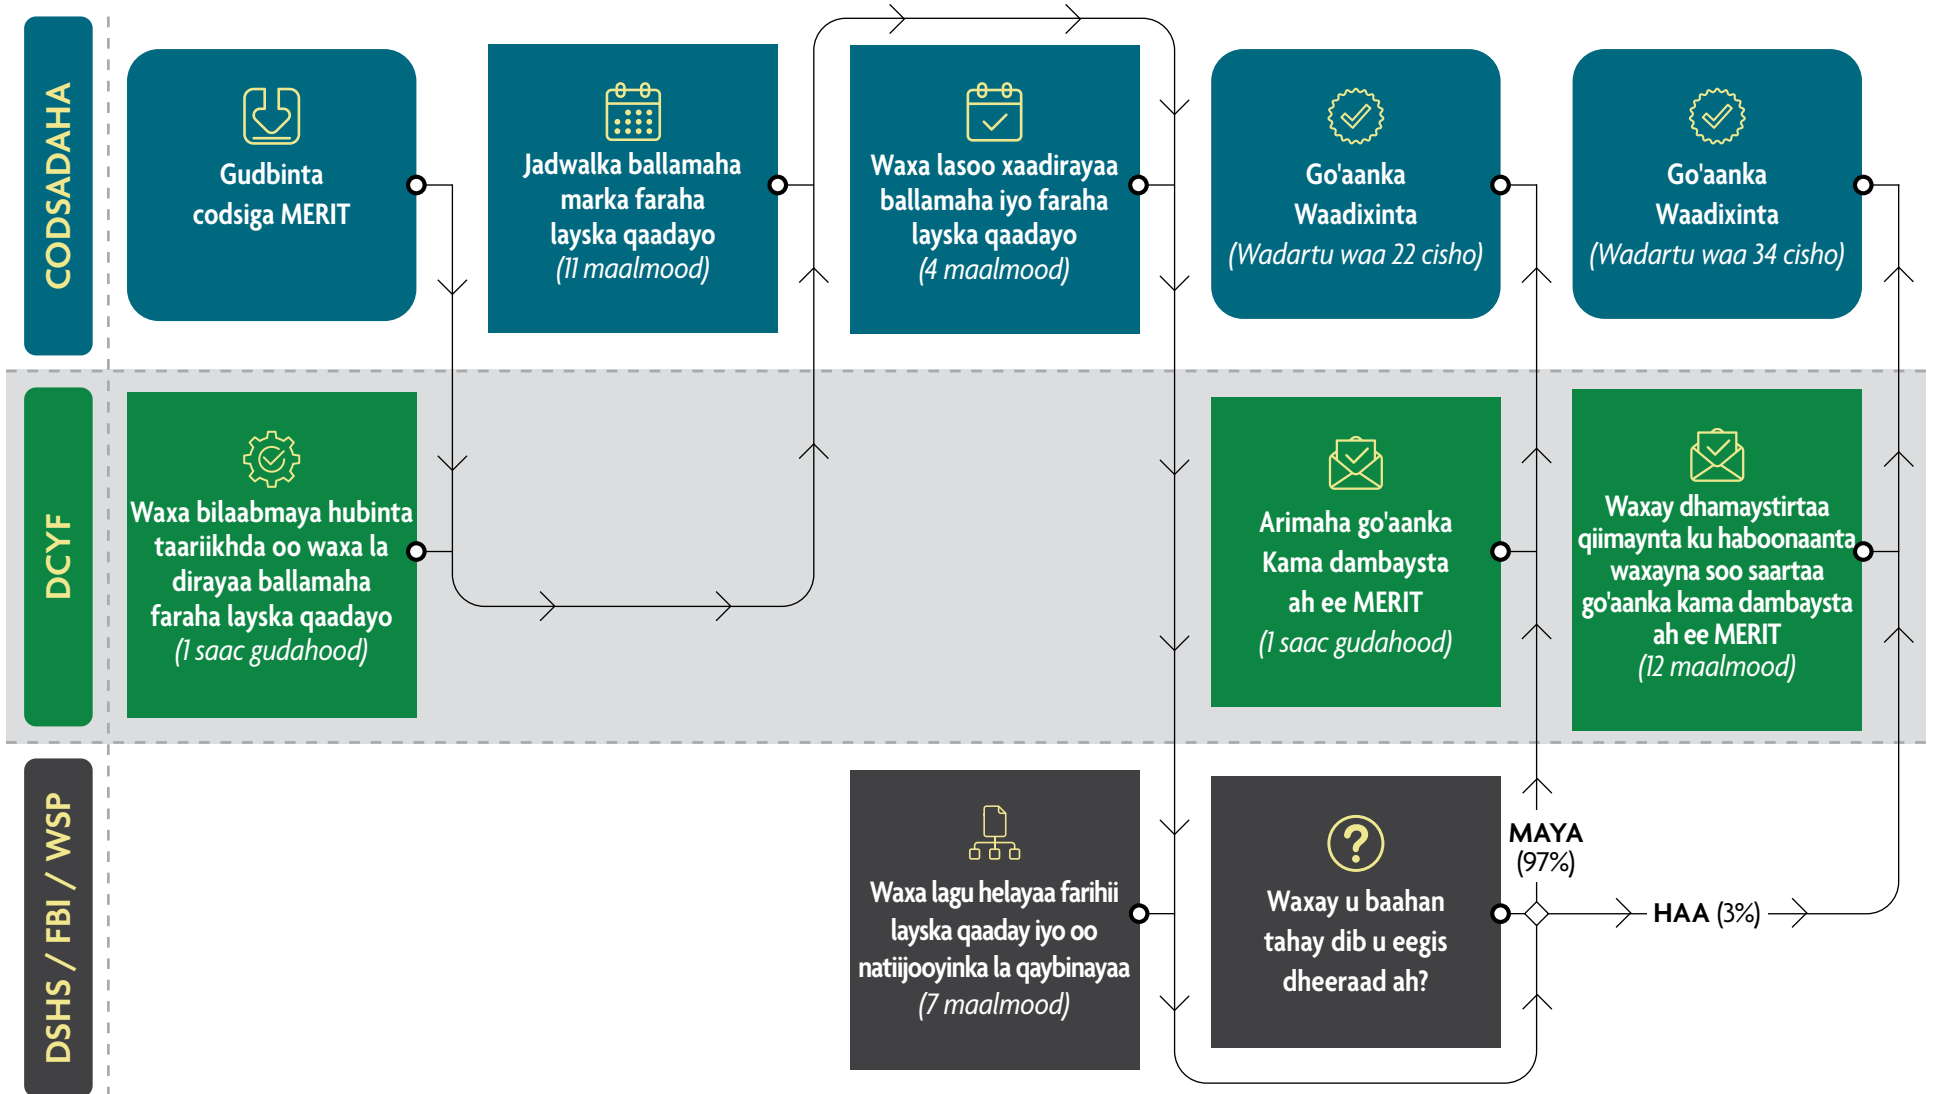 CODSADAHA
Gudbinta
codsiga MERIT
Jadwalka ballamaha
marka faraha
layska qaadayo
(11 maalmood)
Waxa lasoo xaadirayaa
ballamaha iyo faraha
layska qaadayo
(4 maalmood)
Go'aanka
Waadixinta
(Wadartu waa 22 cisho)
Go'aanka
Waadixinta
(Wadartu waa 34 cisho)
DCYF
Waxa bilaabmaya hubinta
taariikhda oo waxa la
dirayaa ballamaha
faraha layska qaadayo
(1 saac gudahood)
Arimaha go'aanka
Kama dambaysta
ah ee MERIT
(1 saac gudahood)
Waxay dhamaystirtaa
qiimaynta ku haboonaanta
waxayna soo saartaa
go'aanka kama dambaysta
ah ee MERIT
(12 maalmood)
DSHS / FBI / WSP
Waxa lagu helayaa farihii
layska qaaday iyo oo
natiijooyinka la qaybinayaa
(7 maalmood)
Waxay u baahan
tahay dib u eegis
dheeraad ah?
MAYA
(97%)
HAA (3%)